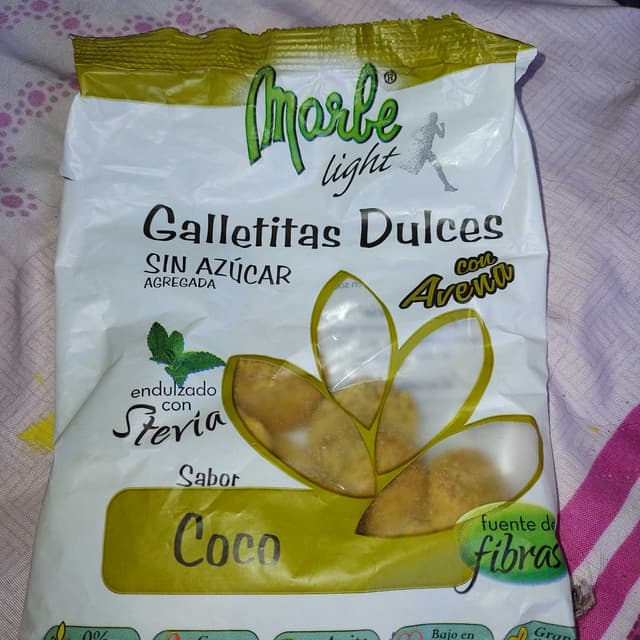 Marbe®
light
Galletitas Dulces
SIN AZÚCAR
AGREGADA
con
Avena
endulzado
con
Stevia
Sabor
Coco
fuente de
fibras
0%
Bajo en